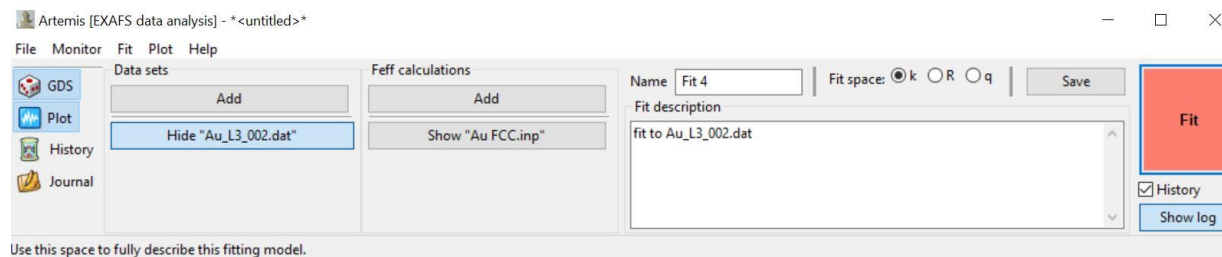 Artemis [EXAFS data analysis] - *<untitled>*
File Monitor Fit Plot Help
GDS
Plot
History
Journal
Data sets
Add
Hide "Au_L3_002.dat"
Feff calculations
Add
Show "Au FCC.inp"
Name Fit 4 Fit space: k R q Save
Fit description
fit to Au_L3_002.dat
Fit
History
Show log
Use this space to fully describe this fitting model.